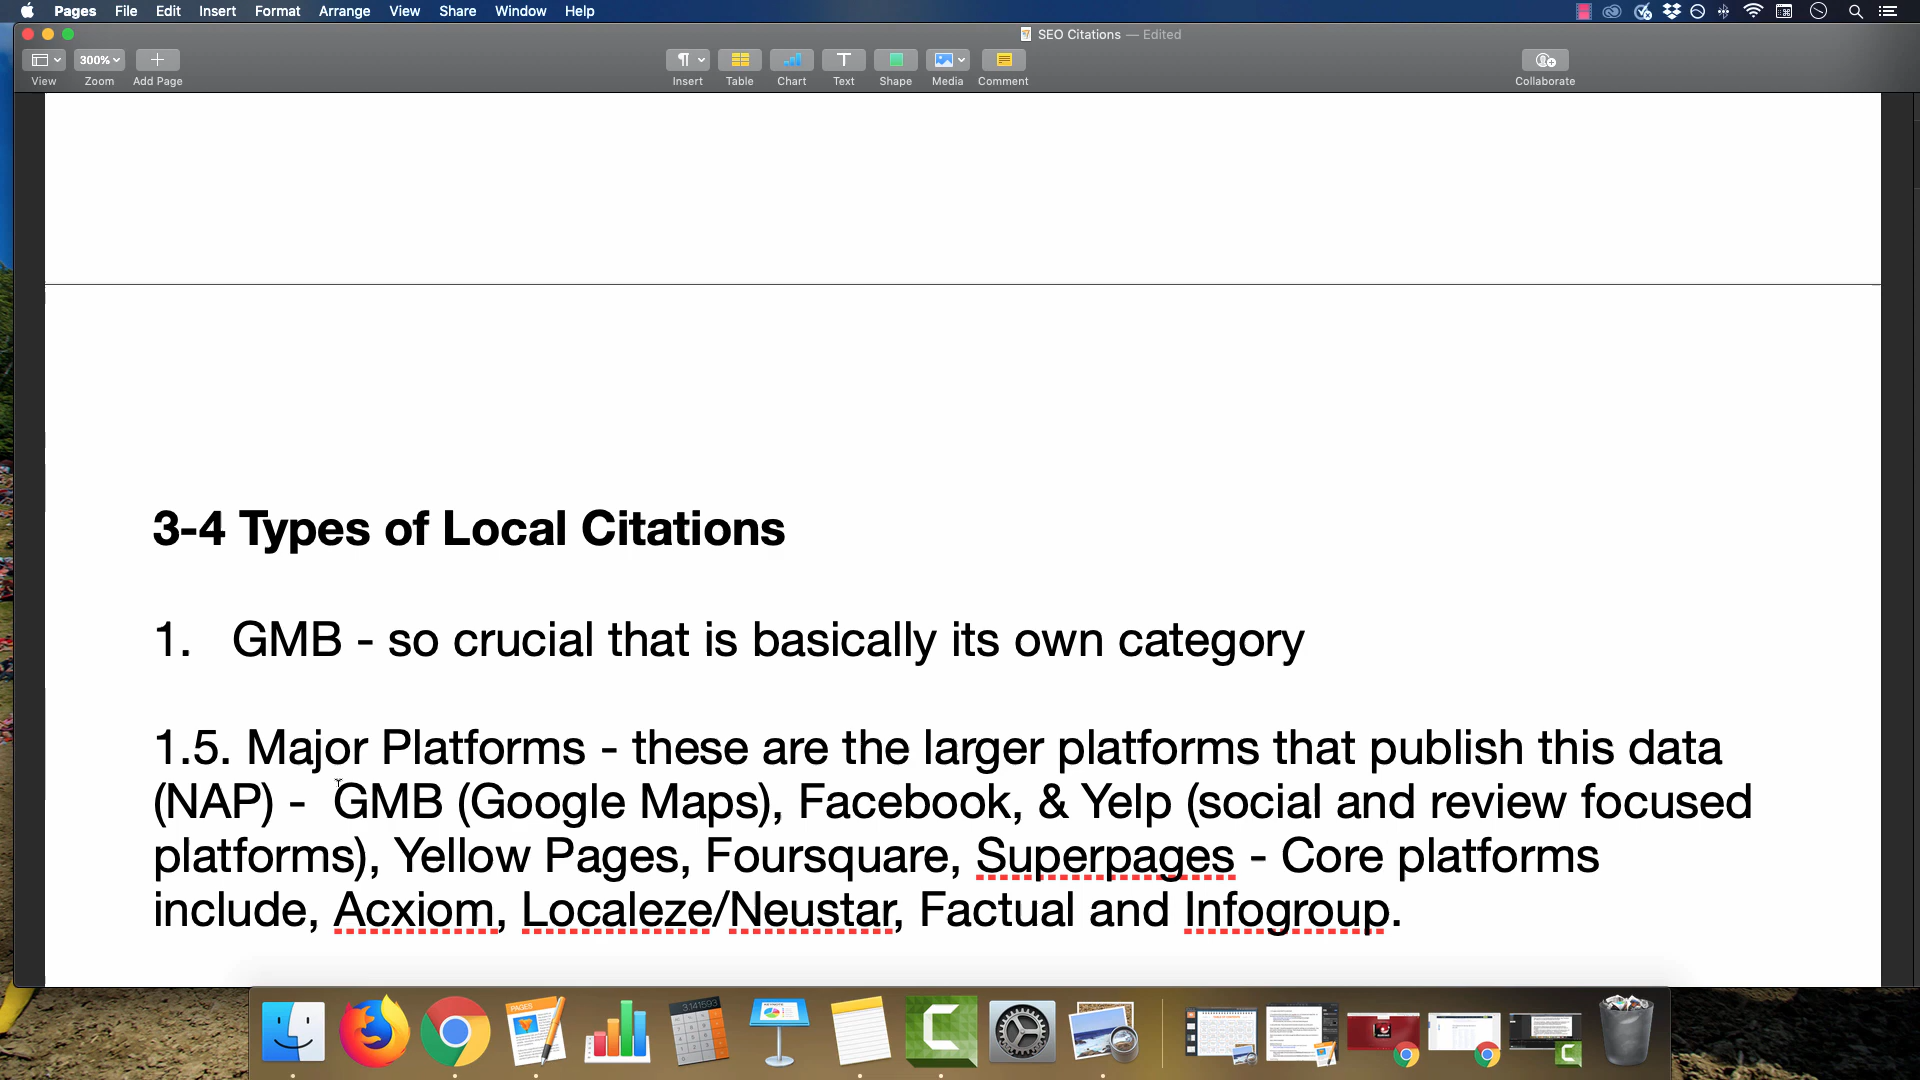 Pages File Edit Insert Format Arrange View Share Window Help
SEO Citations — Edited
300%
View Zoom Add Page Insert Table Chart Text Shape Media Comment Collaborate
3-4 Types of Local Citations
1. GMB - so crucial that is basically its own category
1.5. Major Platforms - these are the larger platforms that publish this data
(NAP) - GMB (Google Maps), Facebook, & Yelp (social and review focused
platforms), Yellow Pages, Foursquare, Superpages - Core platforms
include, Acxiom, Localeze/Neustar, Factual and Infogroup.
PAGES
3.141593